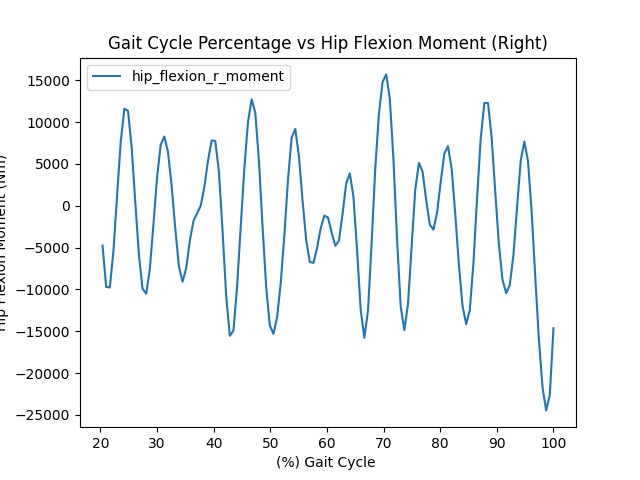 Gait Cycle Percentage vs Hip Flexion Moment (Right)
hip_flexion_r_moment
Hip Flexion Moment (Nm)
15000
10000
5000
0
−5000
−10000
−15000
−20000
−25000
20 30 40 50 60 70 80 90 100
(%) Gait Cycle